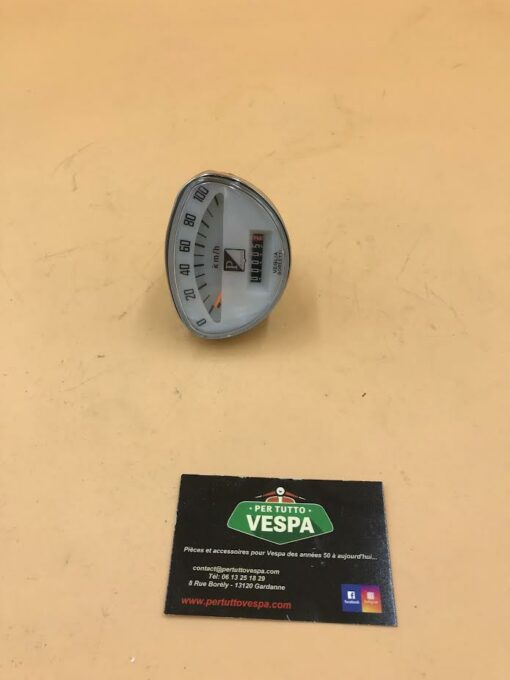 0 20 40 60 80 100
Km/h
P
00005
VEGLIA
BORLETTI
PER TUTTO
VESPA
Pièces et accessoires pour Vespa des années 50 à aujourd'hui...
contact@pertuttovespa.com
Tél: 06 13 25 18 29
8 Rue Borély - 13120 Gardanne
www.pertuttovespa.com
facebook
Instagram